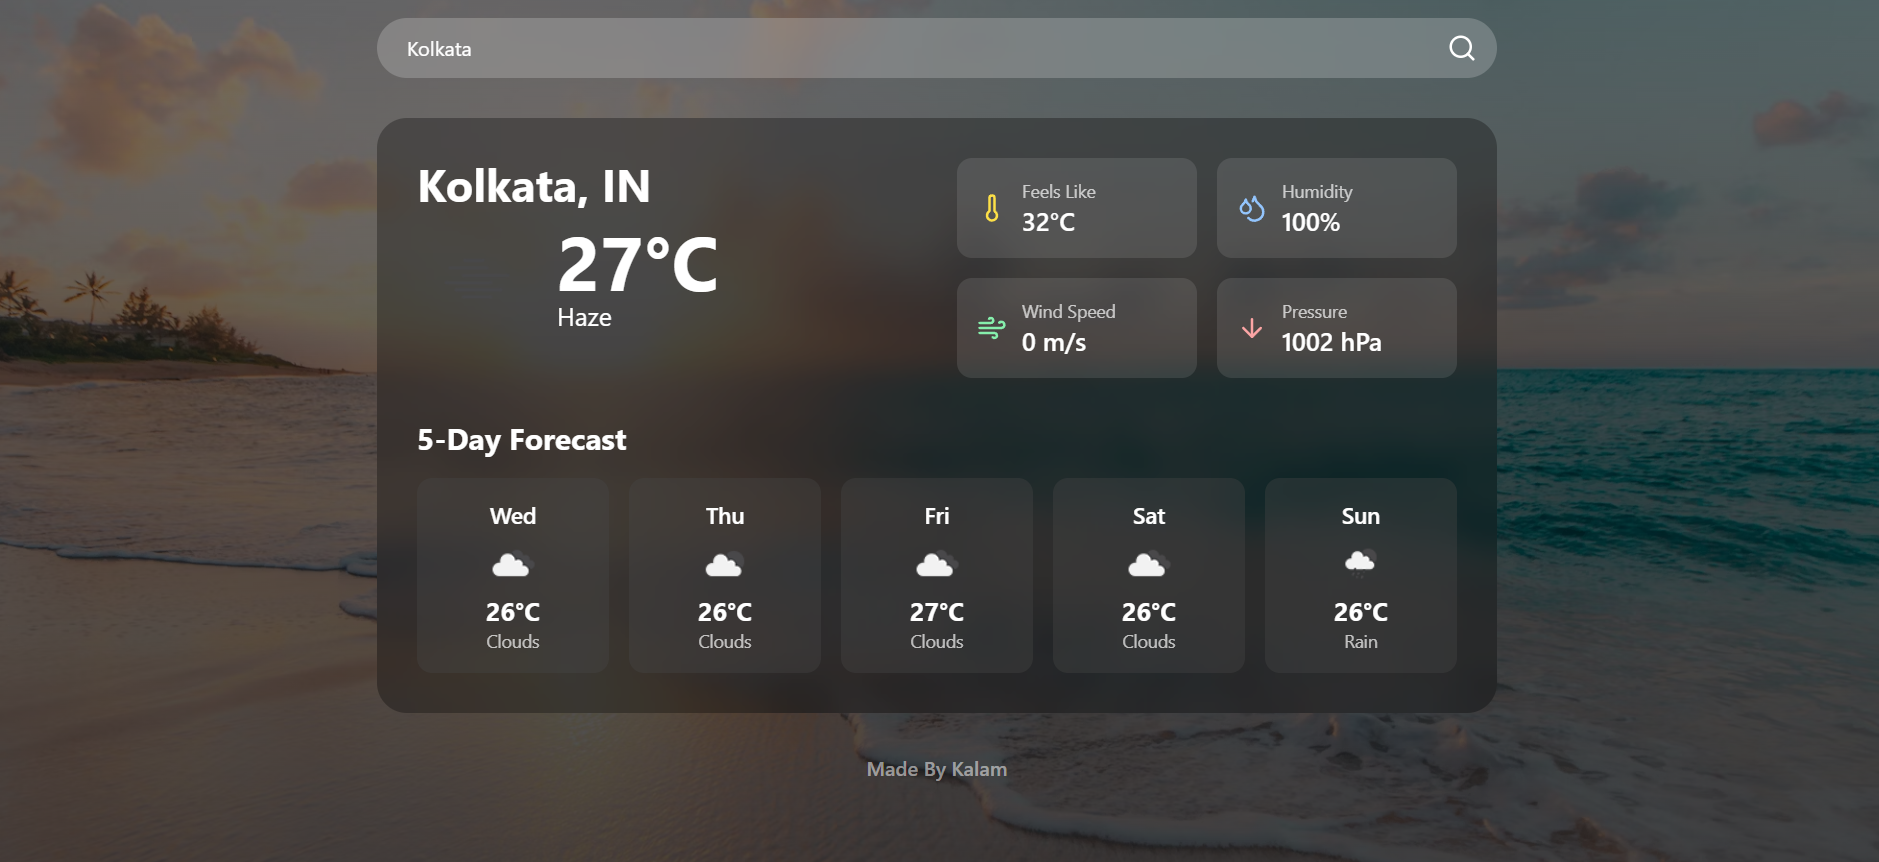 Kolkata
Kolkata, IN
27°C
Haze
Feels Like
32°C
Humidity
100%
Wind Speed
0 m/s
Pressure
1002 hPa
5-Day Forecast
Wed
26°C
Clouds
Thu
26°C
Clouds
Fri
27°C
Clouds
Sat
26°C
Clouds
Sun
26°C
Rain
Made By Kalam